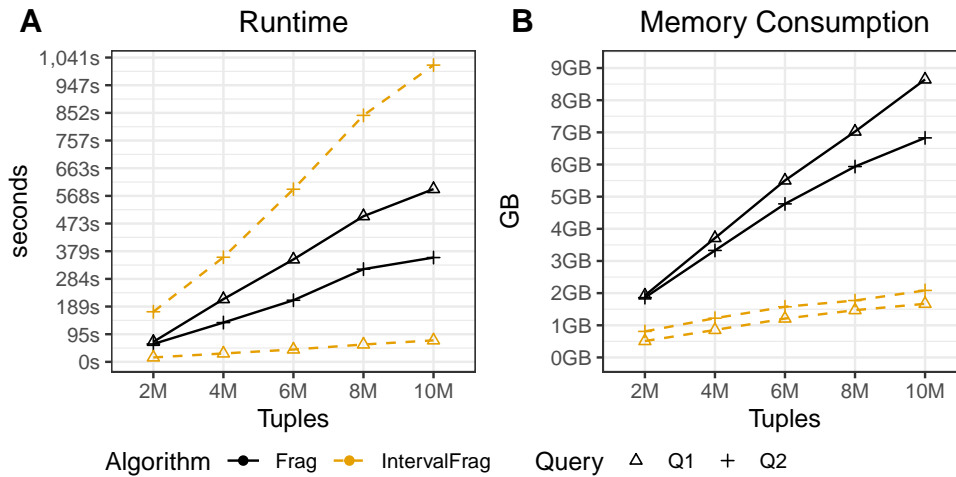 A Runtime
1,041s
947s
852s
757s
663s
568s
473s
379s
284s
189s
95s
0s
seconds
2M 4M 6M 8M 10M
Tuples
B Memory Consumption
9GB
8GB
7GB
6GB
5GB
4GB
3GB
2GB
1GB
0GB
GB
2M 4M 6M 8M 10M
Tuples
Algorithm Frag IntervalFrag Query Q1 Q2